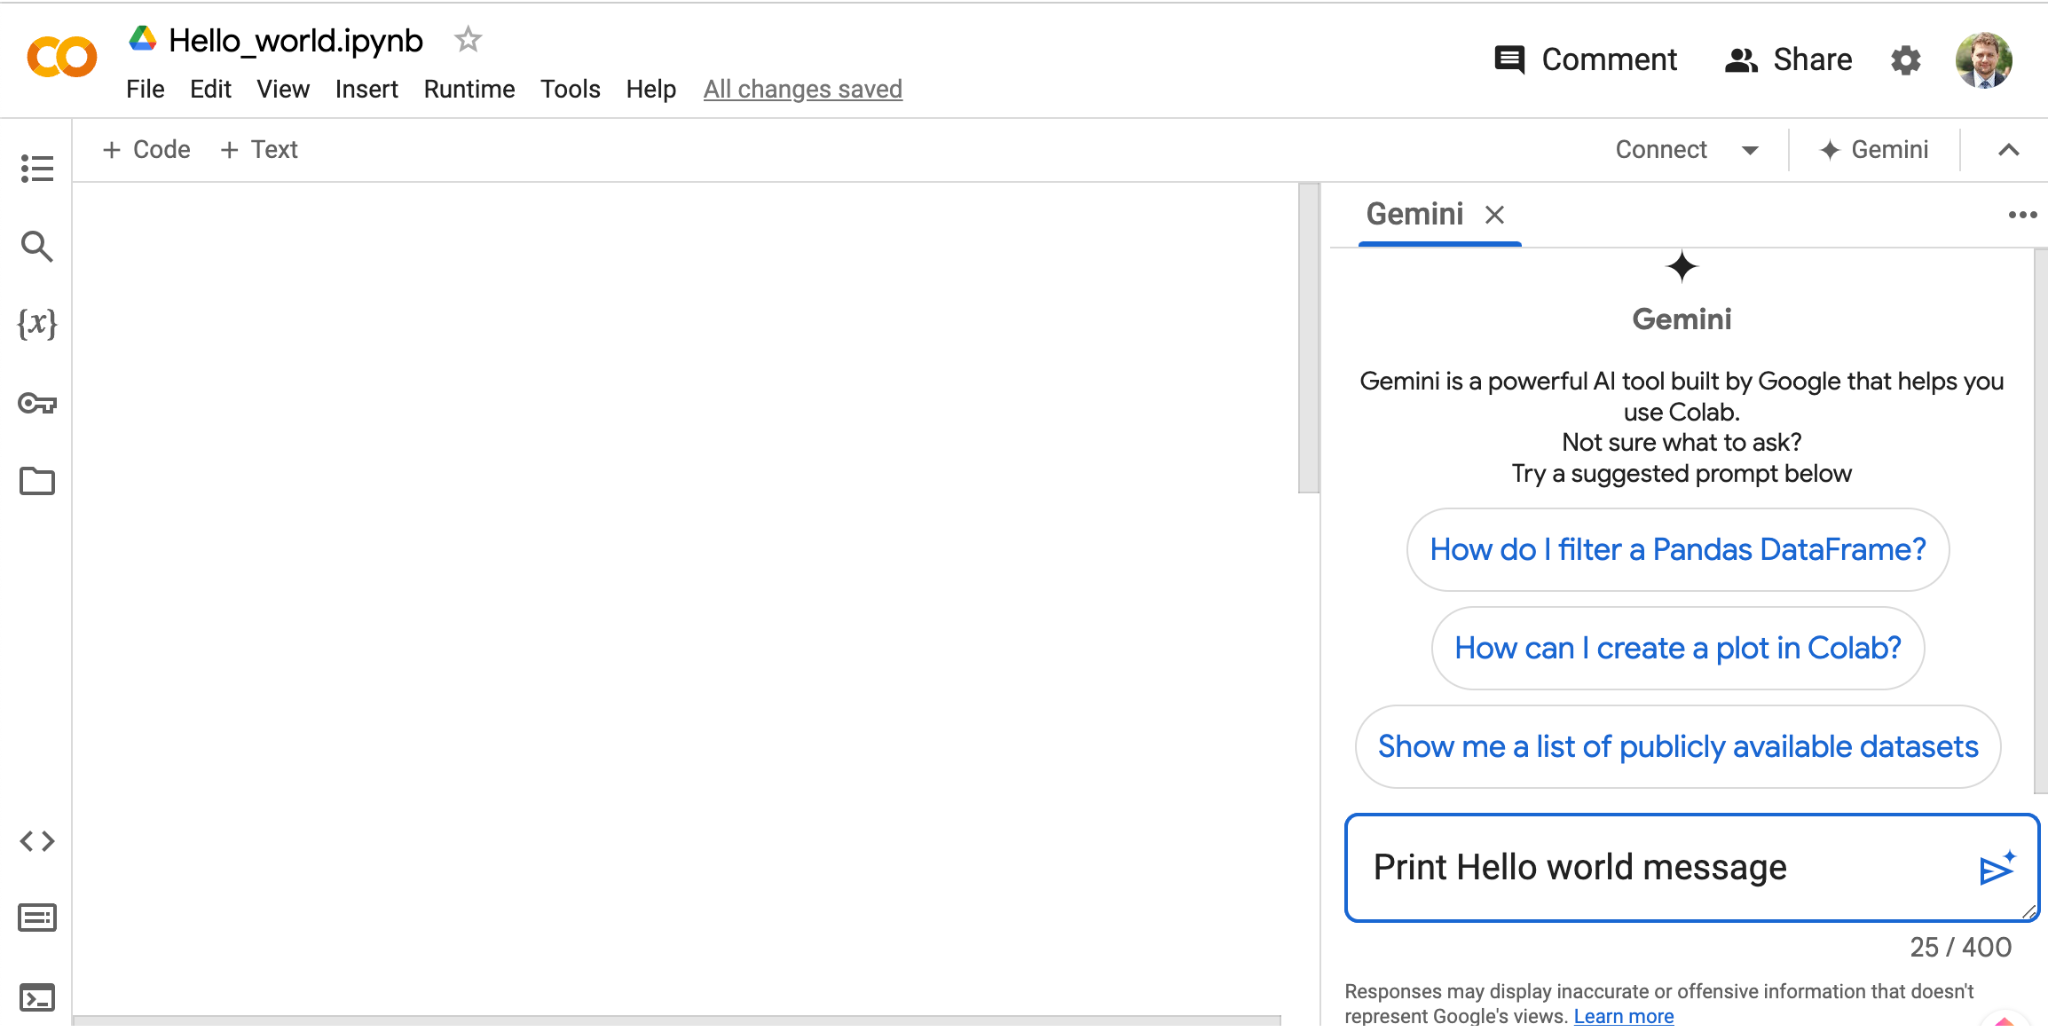 Hello_world.ipynb
File Edit View Insert Runtime Tools Help All changes saved
Comment Share
+ Code + Text
Connect Gemini
{x}
Gemini
Gemini
Gemini is a powerful AI tool built by Google that helps you
use Colab.
Not sure what to ask?
Try a suggested prompt below
How do I filter a Pandas DataFrame?
How can I create a plot in Colab?
Show me a list of publicly available datasets
Print Hello world message
25 / 400
Responses may display inaccurate or offensive information that doesn't
represent Google's views. Learn more